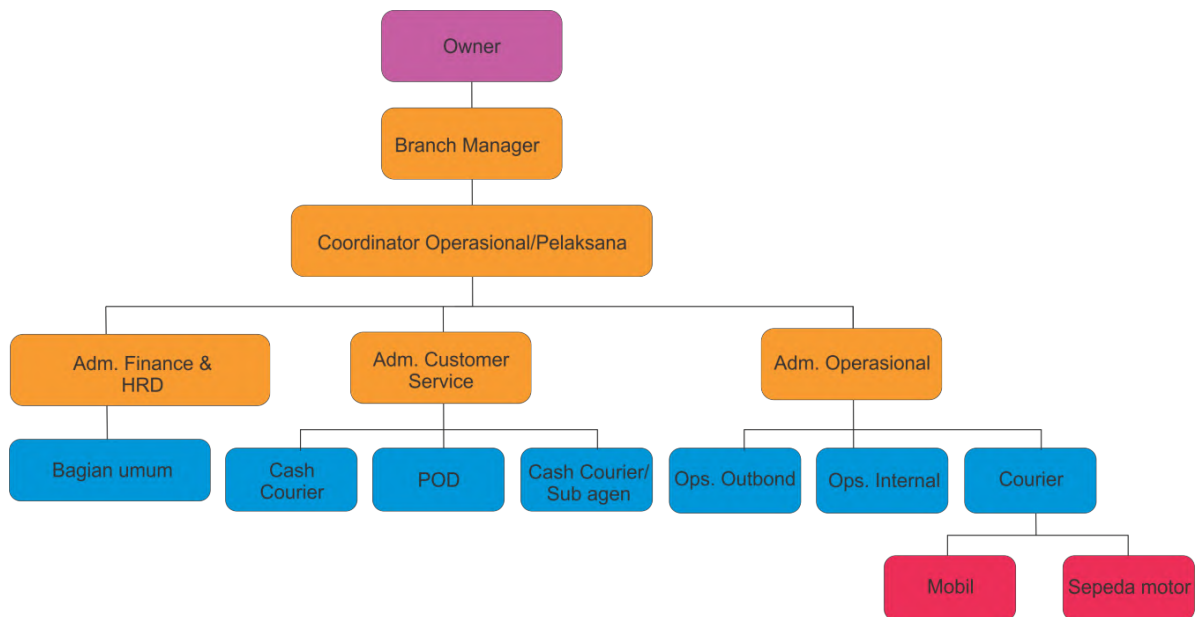 Owner
Branch Manager
Coordinator Operasional/Pelaksana
Adm. Finance &
HRD
Adm. Customer
Service
Adm. Operasional
Bagian umum
Cash
Courier
POD
Cash Courier/
Sub agen
Ops. Outbond
Ops. Internal
Courier
Mobil
Sepeda motor